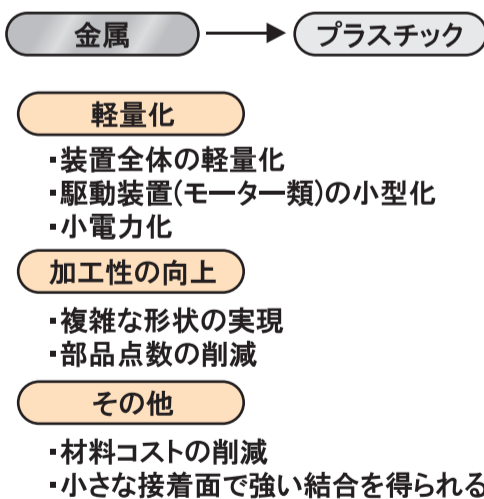 金属
プラスチック
軽量化
・装置全体の軽量化
・駆動装置(モーター類)の小型化
・小電力化
加工性の向上
・複雑な形状の実現
・部品点数の削減
その他
・材料コストの削減
・小さな接着面で強い結合を得られる